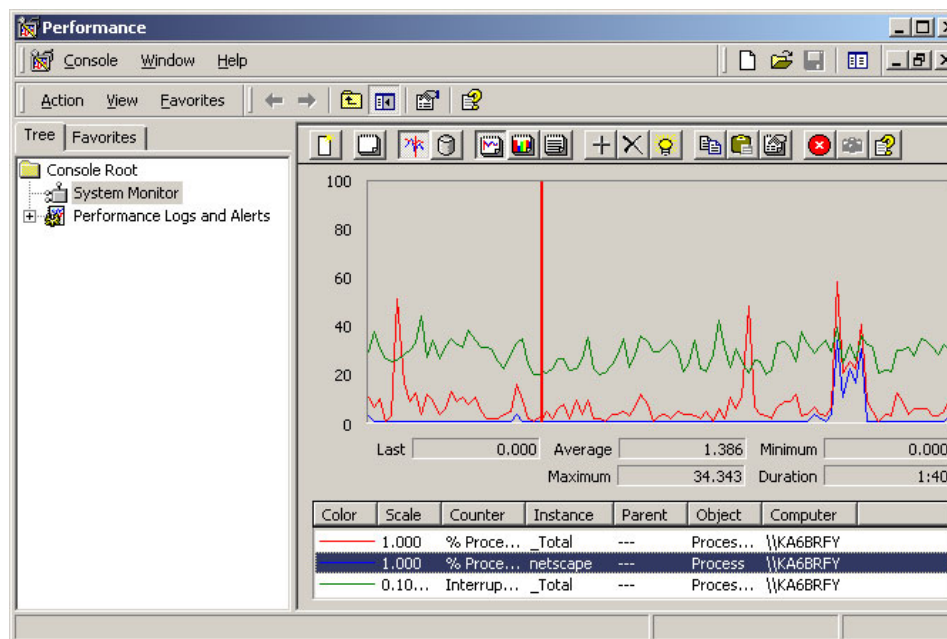 Performance
Console Window Help
Action View Favorites
Tree Favorites
Console Root
System Monitor
Performance Logs and Alerts
100
80
60
40
20
0
Last 0.000 Average 1.386 Minimum 0.000
Maximum 34.343 Duration 1:40
Color Scale Counter Instance Parent Object Computer
1.000 % Proce... _Total --- Proces... \\KA6BRFY
1.000 % Proce... netscape --- Process \\KA6BRFY
0.10... Interrup... _Total --- Proces... \\KA6BRFY